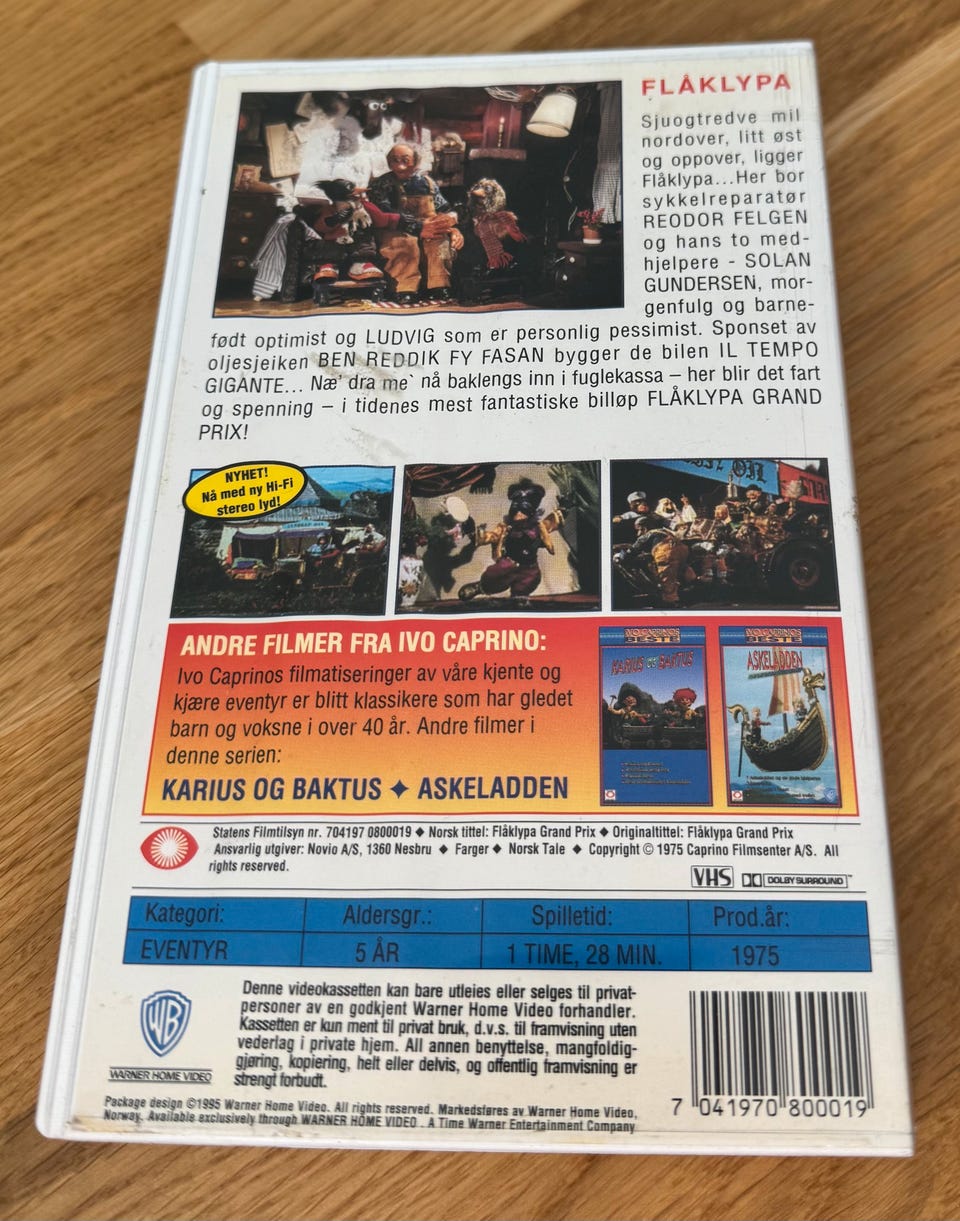 FLÅKLYPA
Sjuogtredve mil
nordover, litt øst
og oppover, ligger
Flåklypa...Her bor
sykkelreparatør
REODOR FELGEN
og hans to med-
hjelpere - SOLAN
GUNDERSEN, mor-
genfulg og barne-
født optimist og LUDVIG som er personlig pessimist. Sponset av
oljesjeiken BEN REDDIK FY FASAN bygger de bilen IL TEMPO
GIGANTE... Næ' dra me` nå baklengs inn i fuglekassa – her blir det fart
og spenning – i tidenes mest fantastiske billøp FLÅKLYPA GRAND
PRIX!
NYHET!
Nå med ny Hi-Fi
stereo lyd!
OIL
ANDRE FILMER FRA IVO CAPRINO:
Ivo Caprinos filmatiseringer av våre kjente og
kjære eventyr er blitt klassikere som har gledet
barn og voksne i over 40 år. Andre filmer i
denne serien:
KARIUS OG BAKTUS ✦ ASKELADDEN
IVO CAPRINOS
BESTE
KARIUS OG BAKTUS
IVO CAPRINOS
BESTE
ASKELADDEN
Statens Filmtilsyn nr. 704197 0800019 ◆ Norsk tittel: Flåklypa Grand Prix ◆ Originaltittel: Flåklypa Grand Prix
Ansvarlig utgiver: Novio A/S, 1360 Nesbru ◆ Farger ◆ Norsk Tale ◆ Copyright © 1975 Caprino Filmsenter A/S. All
rights reserved.
VHS DOLBY SURROUND
Kategori: Aldersgr.: Spilletid: Prod.år:
EVENTYR 5 ÅR 1 TIME, 28 MIN. 1975
WB
WARNER HOME VIDEO
Denne videokassetten kan bare utleies eller selges til privat-
personer av en godkjent Warner Home Video forhandler.
Kassetten er kun ment til privat bruk, d.v.s. til framvisning uten
vederlag i private hjem. All annen benyttelse, mangfoldig-
gjøring, kopiering, helt eller delvis, og offentlig framvisning er
strengt forbudt.
Package design ©1995 Warner Home Video. All rights reserved. Markedsføres av Warner Home Video,
Norway. Available exclusively through WARNER HOME VIDEO . A Time Warner Entertainment Company
7 041970 800019